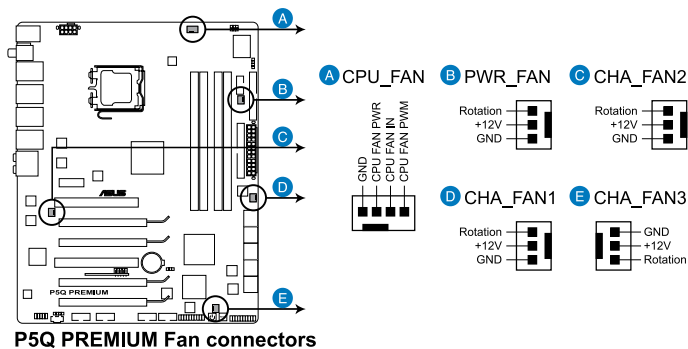 A
B
C
D
E
/ISUS
P5Q PREMIUM
A CPU_FAN
GND
CPU FAN PWR
CPU FAN IN
CPU FAN PWM
B PWR_FAN
Rotation
+12V
GND
C CHA_FAN2
Rotation
+12V
GND
D CHA_FAN1
Rotation
+12V
GND
E CHA_FAN3
GND
+12V
Rotation
P5Q PREMIUM Fan connectors